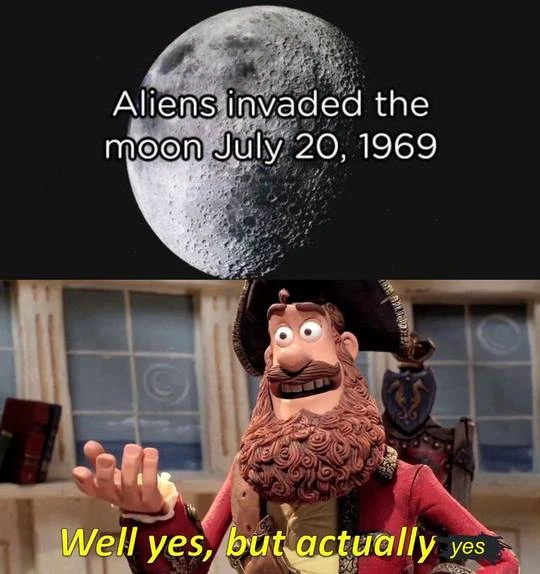 Aliens invaded the
moon July 20, 1969
Well yes, but actually yes